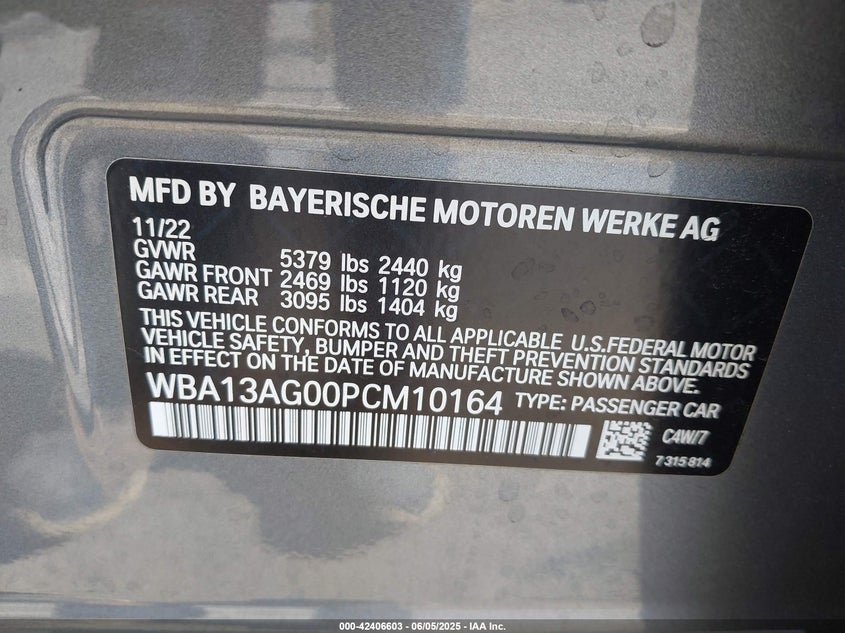 MFD BY BAYERISCHE MOTOREN WERKE AG
11/22
GVWR 5379 lbs 2440 kg
GAWR FRONT 2469 lbs 1120 kg
GAWR REAR 3095 lbs 1404 kg
THIS VEHICLE CONFORMS TO ALL APPLICABLE U.S.FEDERAL MOTOR
VEHICLE SAFETY, BUMPER AND THEFT PREVENTION STANDARDS
IN EFFECT ON THE DATE OF MANUFACTURE SHOWN ABOVE.
WBA13AG00PCM10164 TYPE: PASSENGER CAR
C4W/7
7 315 814
000-42406603 - 06/05/2025 - IAA Inc.